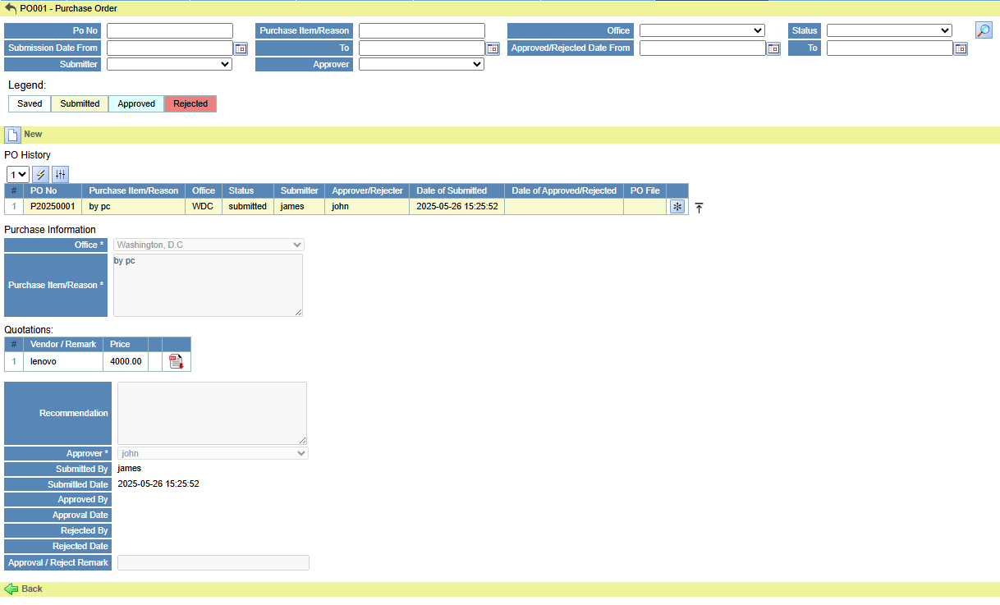 PO001 - Purchase Order
Po No Purchase Item/Reason Office Status
Submission Date From To Approved/Rejected Date From To
Submitter Approver
Legend:
Saved Submitted Approved Rejected
New
PO History
1
# PO No Purchase Item/Reason Office Status Submitter Approver/Rejecter Date of Submitted Date of Approved/Rejected PO File
1 P20250001 by pc WDC submitted james john 2025-05-26 15:25:52
Purchase Information
Office * Washington, D.C
Purchase Item/Reason * by pc
Quotations:
# Vendor / Remark Price
1 lenovo 4000.00
Recommendation
Approver * john
Submitted By james
Submitted Date 2025-05-26 15:25:52
Approved By
Approval Date
Rejected By
Rejected Date
Approval / Reject Remark
Back